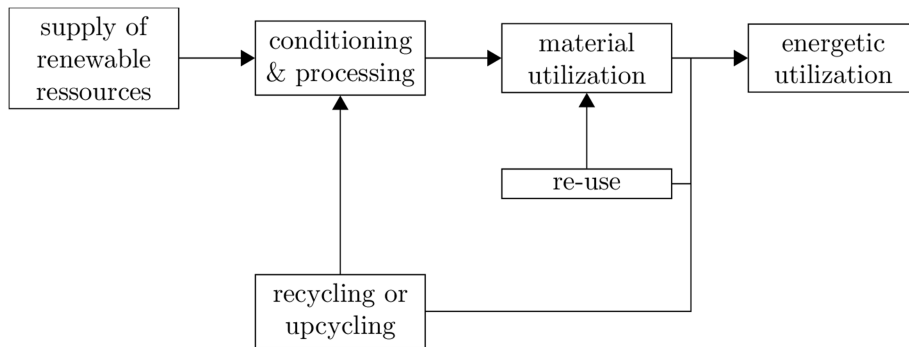 supply of
renewable
ressources
conditioning
& processing
material
utilization
energetic
utilization
re-use
recycling or
upcycling